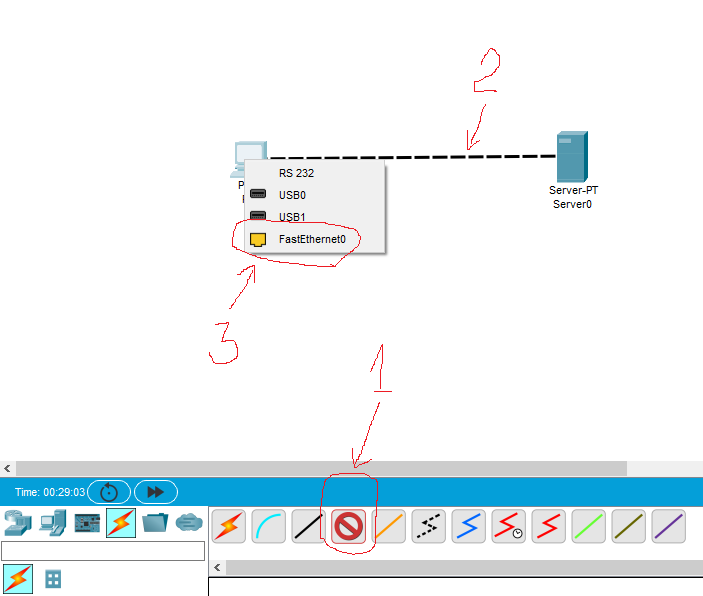 2
RS 232
USB0
USB1
FastEthernet0
Server-PT
Server0
3
1
Time: 00:29:03